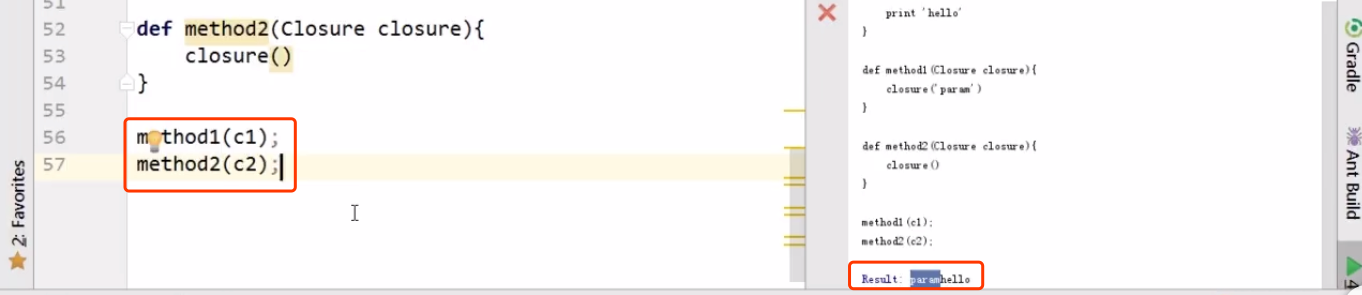 51
52 def method2(Closure closure){
53 closure()
54 }
55
56 method1(c1);
57 method2(c2);
2: Favorites
print 'hello'
}
def method1(Closure closure){
closure('param')
}
def method2(Closure closure){
closure()
}
method1(c1);
method2(c2);
Result: paramhello
Gradle
Ant Build
4